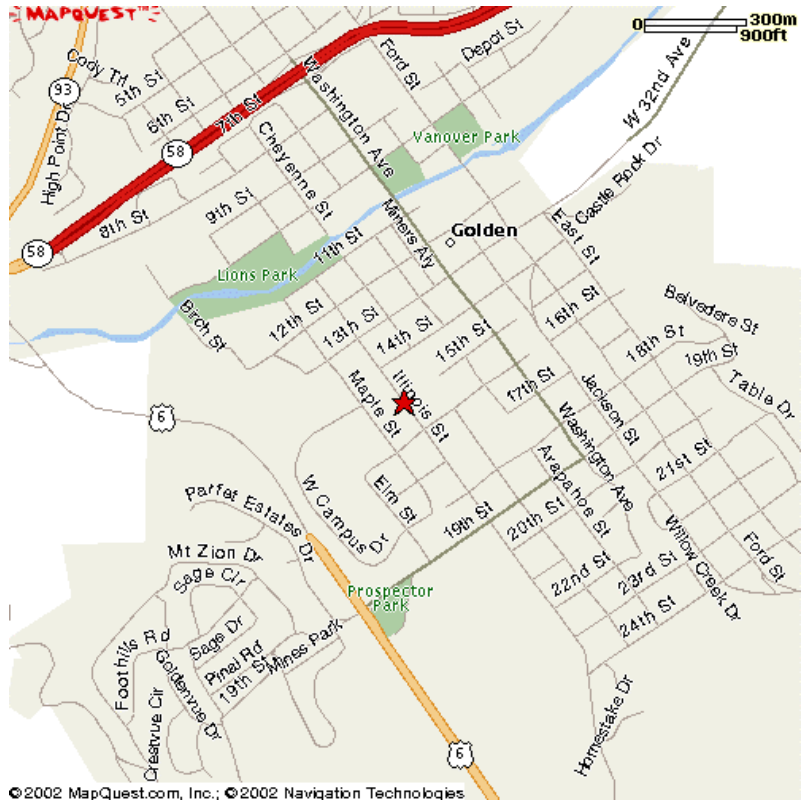 MAPQUEST™
0 300m
900ft
Cody Trl
5th St
6th St
7th St
93
High Point Dr
58
58
8th St
9th St
Cheyenne St
Washington Ave
Ford St
Depot St
Vanover Park
W 32nd Ave
Castle Rock Dr
East St
Golden
Miners Aly
11th St
Lions Park
Birch St
12th St
13th St
14th St
15th St
16th St
17th St
18th St
19th St
Belvedere St
Table Dr
Maple St
Illinois St
Jackson St
Washington Ave
Arapahoe St
21st St
6
W Campus Dr
Elm St
19th St
20th St
22nd St
23rd St
24th St
Willow Creek Dr
Ford St
Parfet Estates Dr
Mt Zion Dr
Sage Cir
Prospector
Park
Foothills Rd
Sage Dr
Pinal Rd
19th St
Mines Park
Goldenvue Dr
Crestvue Cir
Homestake Dr
6
©2002 MapQuest.com, Inc.; ©2002 Navigation Technologies